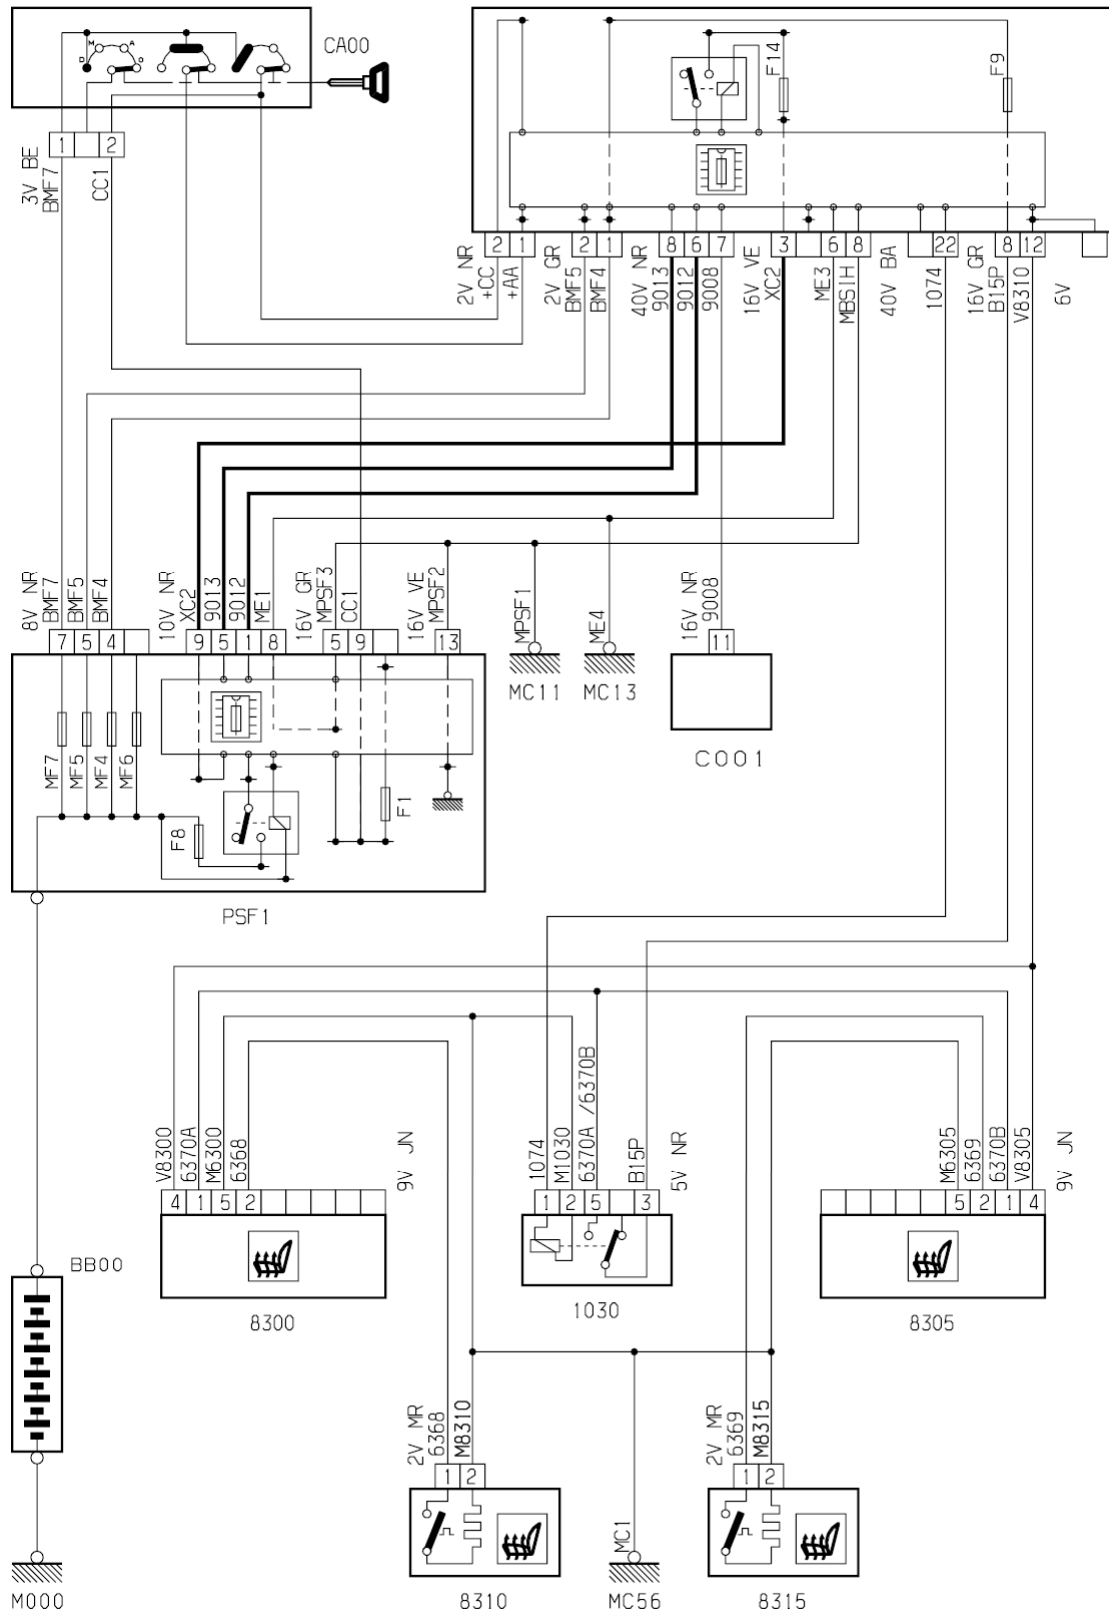 CA00
M A
D O
F14
F9
1 2
3V BE
BMF7
CC1
2 1 2 1 8 6 7 3 6 8 22 8 12
2V NR
+CC
+AA
2V GR
BMF5
BMF4
40V NR
9013
9012
9008
16V VE
XC2
ME3
MBSIH
40V BA
1074
16V GR
B15P
V8310
6V
8V NR
BMF7
BMF5
BMF4
10V NR
XC2
9013
9012
ME1
16V GR
MPSF3
CC1
16V VE
MPSF2
MPSF1
ME4
16V NR
9008
7 5 4 9 5 1 8 5 9 13
11
MC11
MC13
C001
MF7
MF5
MF4
MF6
F8
F1
PSF1
V8300
6370A
M6300
6368
9V JN
1074
M1030
6370A /6370B
B15P
5V NR
M6305
6369
6370B
V8305
9V JN
4 1 5 2
1 2 5 3
5 2 1 4
BB00
8300
1030
8305
2V MR
6368
M8310
2V MR
6369
M8315
1 2
1 2
MC1
M000
8310
MC56
8315